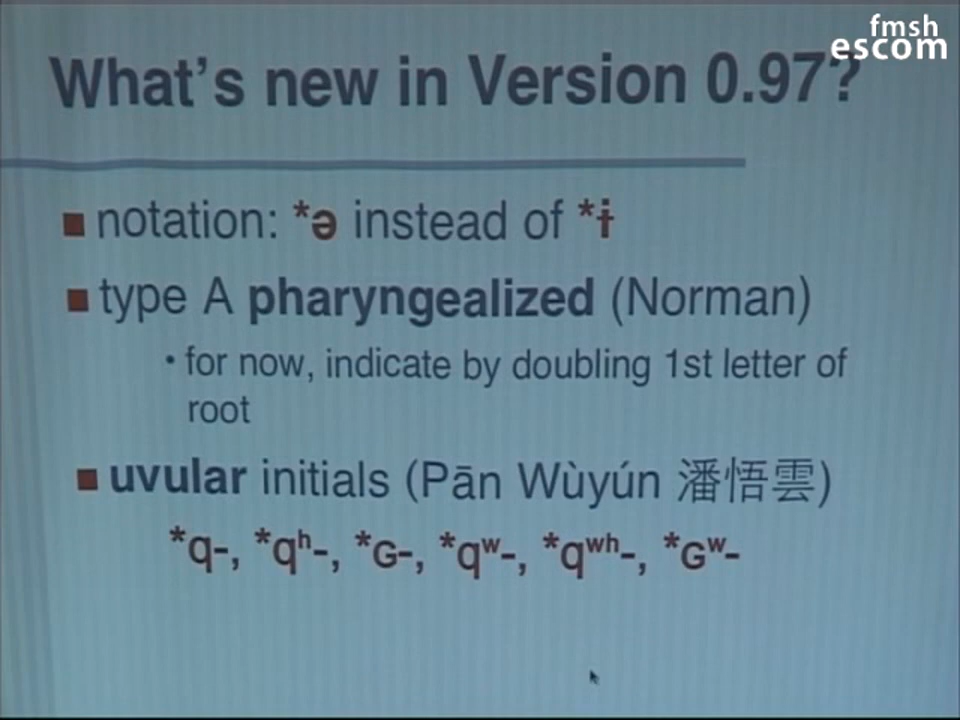 fmsh
escom
What's new in Version 0.97?
■ notation: *ə instead of *ɨ
■ type A pharyngealized (Norman)
• for now, indicate by doubling 1st letter of
root
■ uvular initials (Pān Wùyún 潘悟雲)
*q-, *qʰ-, *ɢ-, *qʷ-, *qʷʰ-, *ɢʷ-